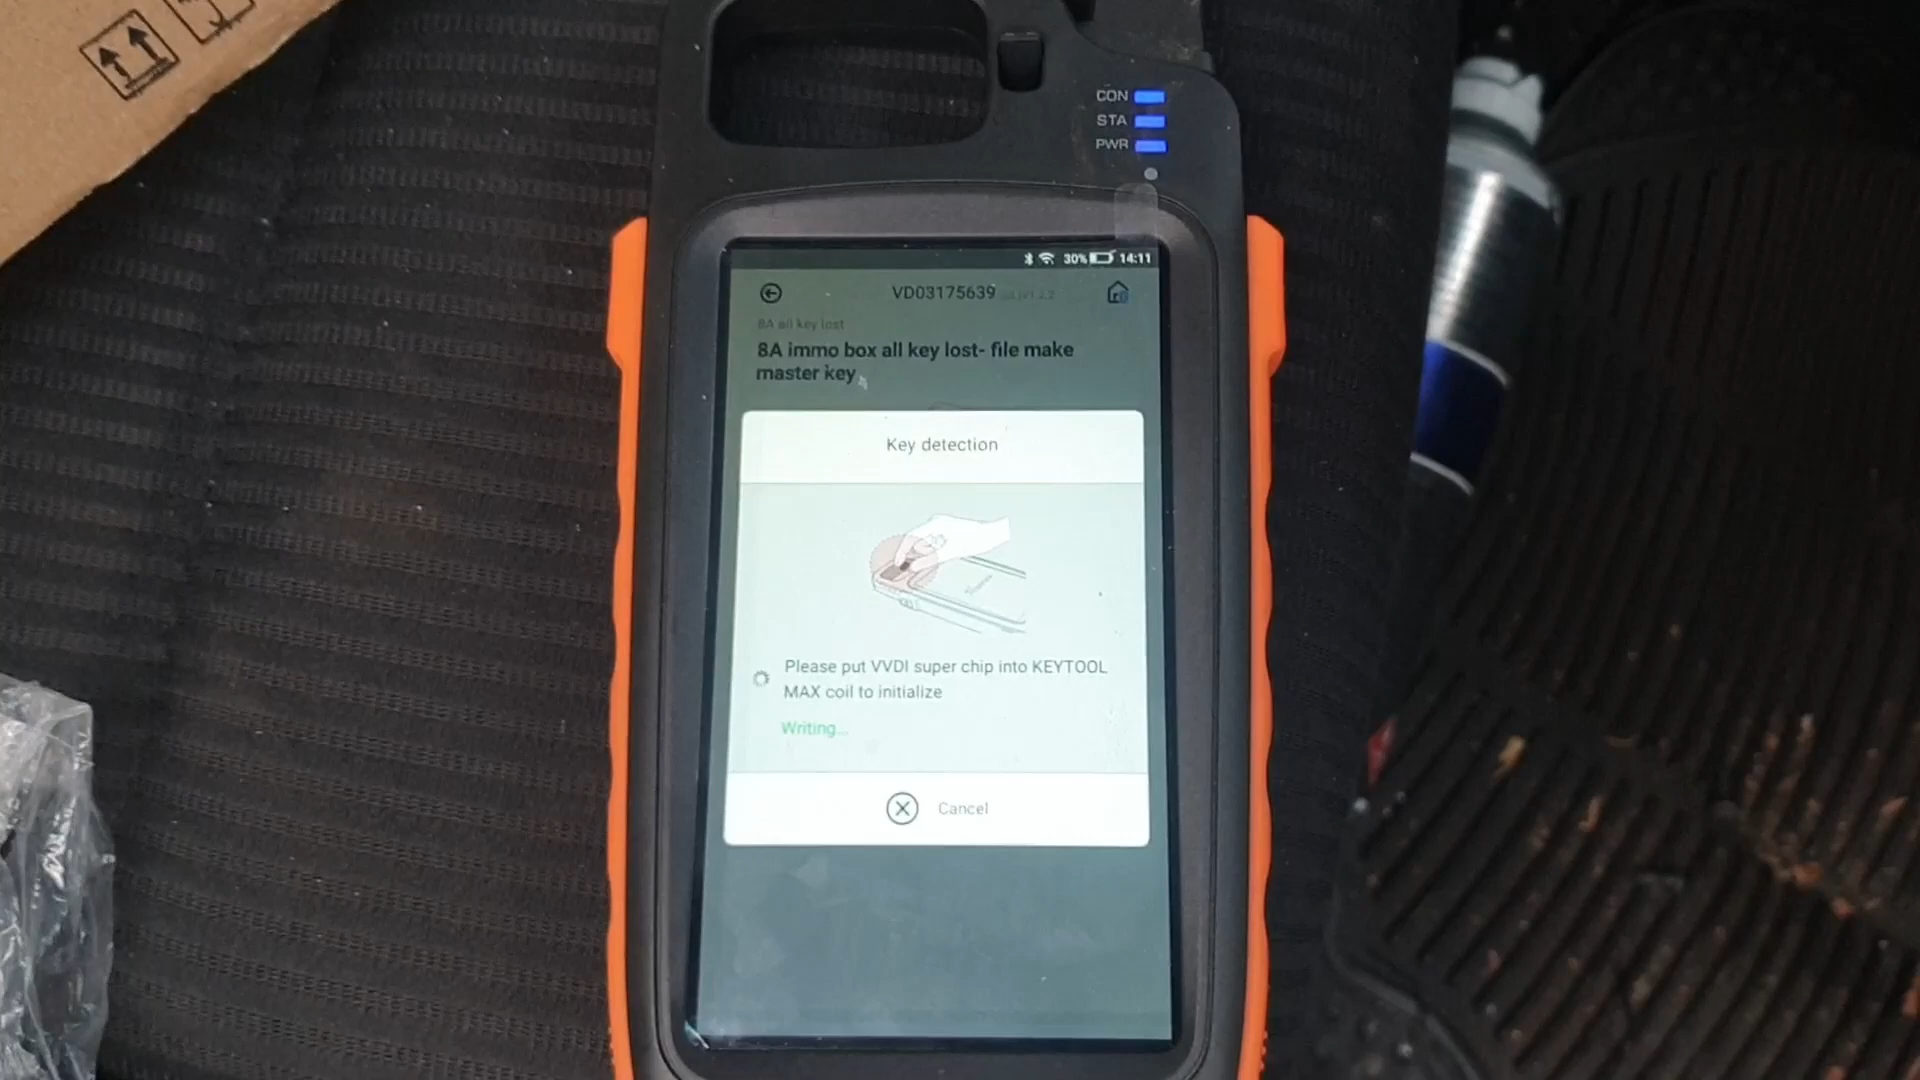 CON
STA
PWR
30% 14:11
VD03175639
8A all key lost
8A immo box all key lost- file make
master key
Key detection
Please put VVDI super chip into KEYTOOL
MAX coil to initialize
Writing...
Cancel